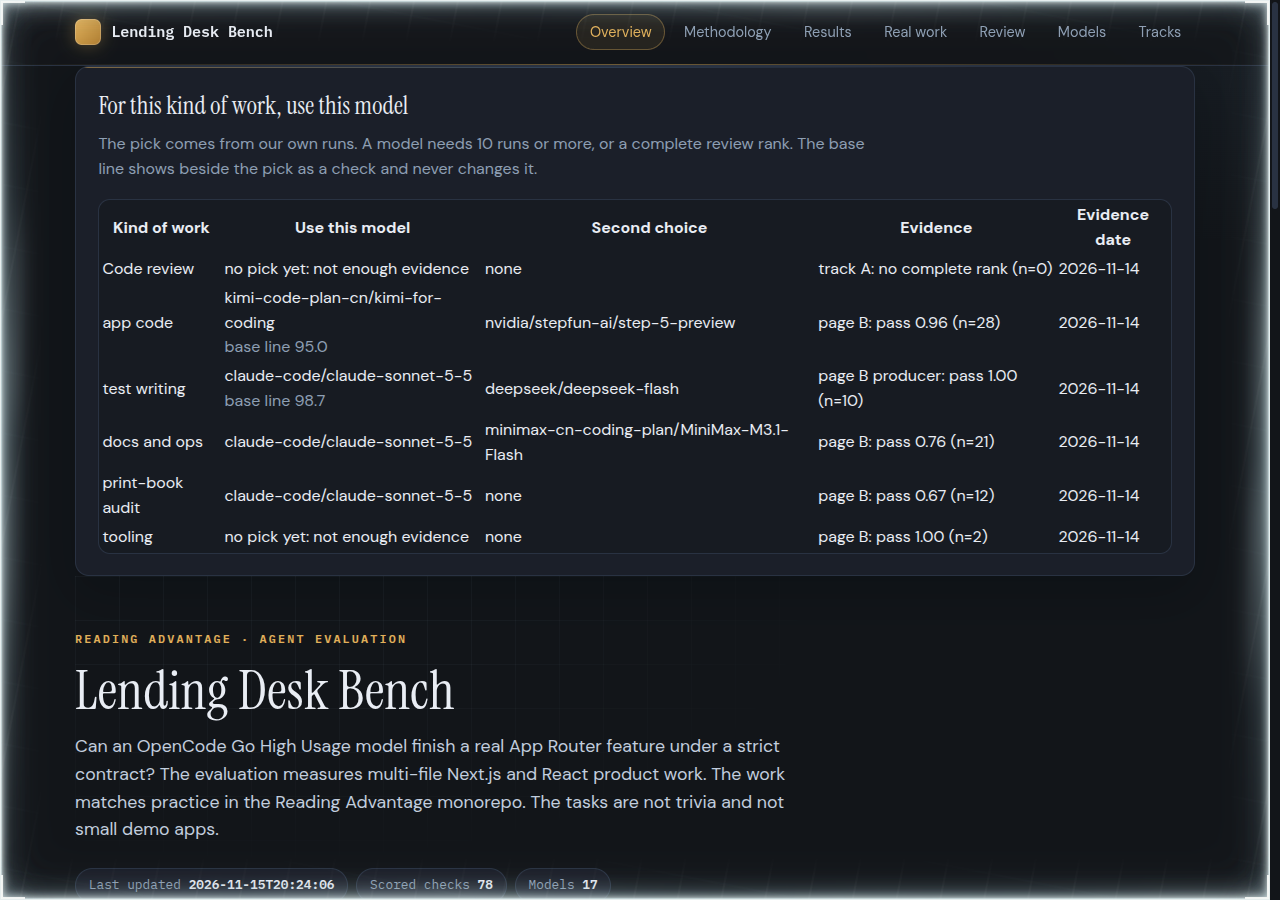 Lending Desk Bench
Overview
Methodology
Results
Real work
Review
Models
Tracks
For this kind of work, use this model
The pick comes from our own runs. A model needs 10 runs or more, or a complete review rank. The base
line shows beside the pick as a check and never changes it.
Kind of work
Use this model
Second choice
Evidence
Evidence
date
Code review
no pick yet: not enough evidence
none
track A: no complete rank (n=0)
2026-11-14
app code
kimi-code-plan-cn/kimi-for-
coding
base line 95.0
nvidia/stepfun-ai/step-5-preview
page B: pass 0.96 (n=28)
2026-11-14
test writing
claude-code/claude-sonnet-5-5
base line 98.7
deepseek/deepseek-flash
page B producer: pass 1.00
(n=10)
2026-11-14
docs and ops
claude-code/claude-sonnet-5-5
minimax-cn-coding-plan/MiniMax-M3.1-
Flash
page B: pass 0.76 (n=21)
2026-11-14
print-book
audit
claude-code/claude-sonnet-5-5
none
page B: pass 0.67 (n=12)
2026-11-14
tooling
no pick yet: not enough evidence
none
page B: pass 1.00 (n=2)
2026-11-14
READING ADVANTAGE · AGENT EVALUATION
Lending Desk Bench
Can an OpenCode Go High Usage model finish a real App Router feature under a strict
contract? The evaluation measures multi-file Next.js and React product work. The work
matches practice in the Reading Advantage monorepo. The tasks are not trivia and not
small demo apps.
Last updated 2026-11-15T20:24:06
Scored checks 78
Models 17